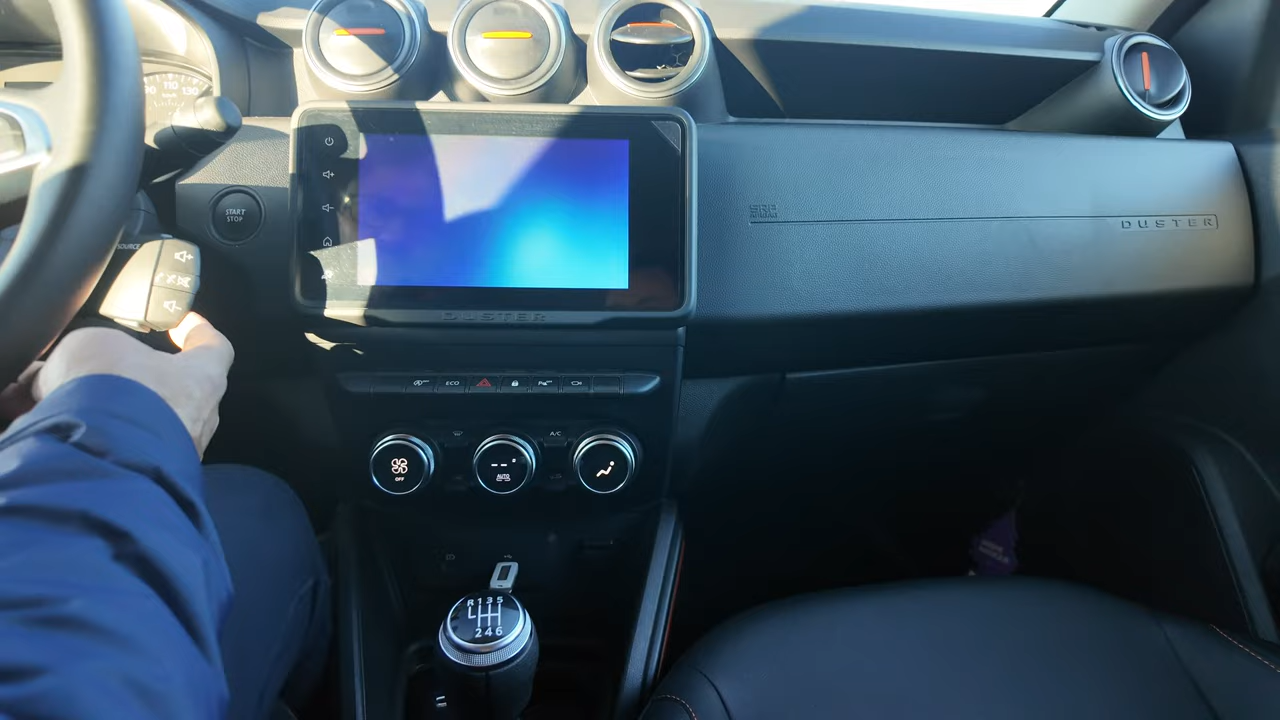 110 130
START
STOP
SOURCE
DUSTER
SRS
AIRBAG
DUSTER
ECO
A/C
OFF
AUTO
R 1 3 5
2 4 6